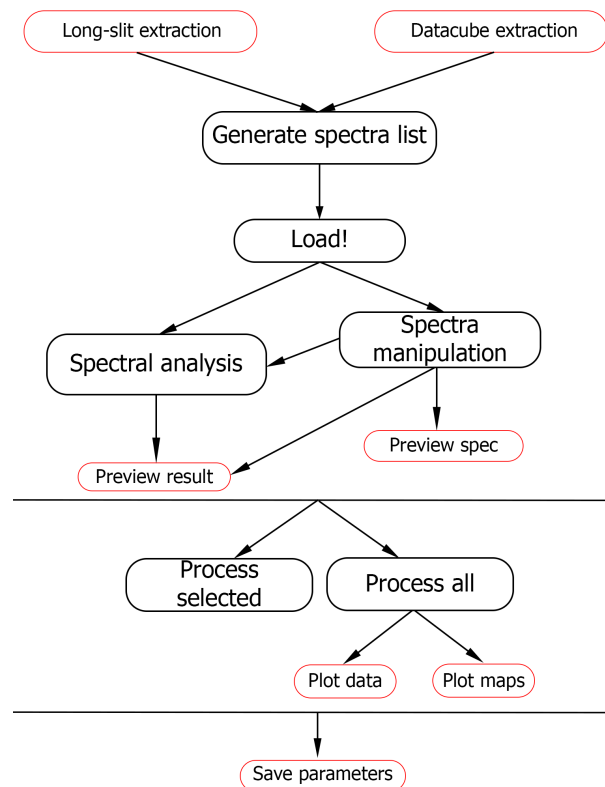 Long-slit extraction
Datacube extraction
Generate spectra list
Load!
Spectra
manipulation
Spectral analysis
Preview spec
Preview result
Process
selected
Process all
Plot data
Plot maps
Save parameters